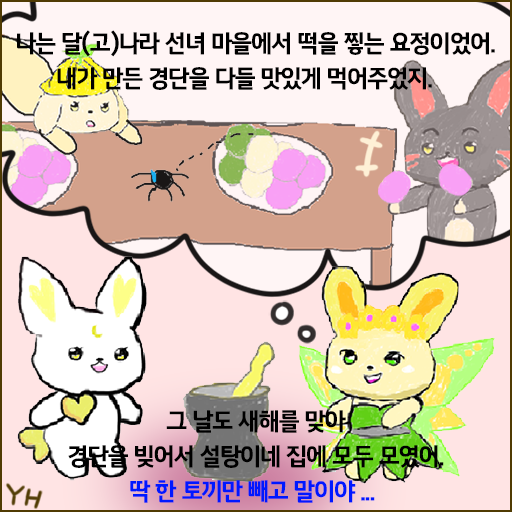 나는 달(고)나라 선녀 마을에서 떡을 찧는 요정이었어.
내가 만든 경단을 다들 맛있게 먹어주었지.
그 날도 새해를 맞아
경단을 빚어서 설탕이네 집에 모두 모였어.
딱 한 토끼만 빼고 말이야 ...
YH